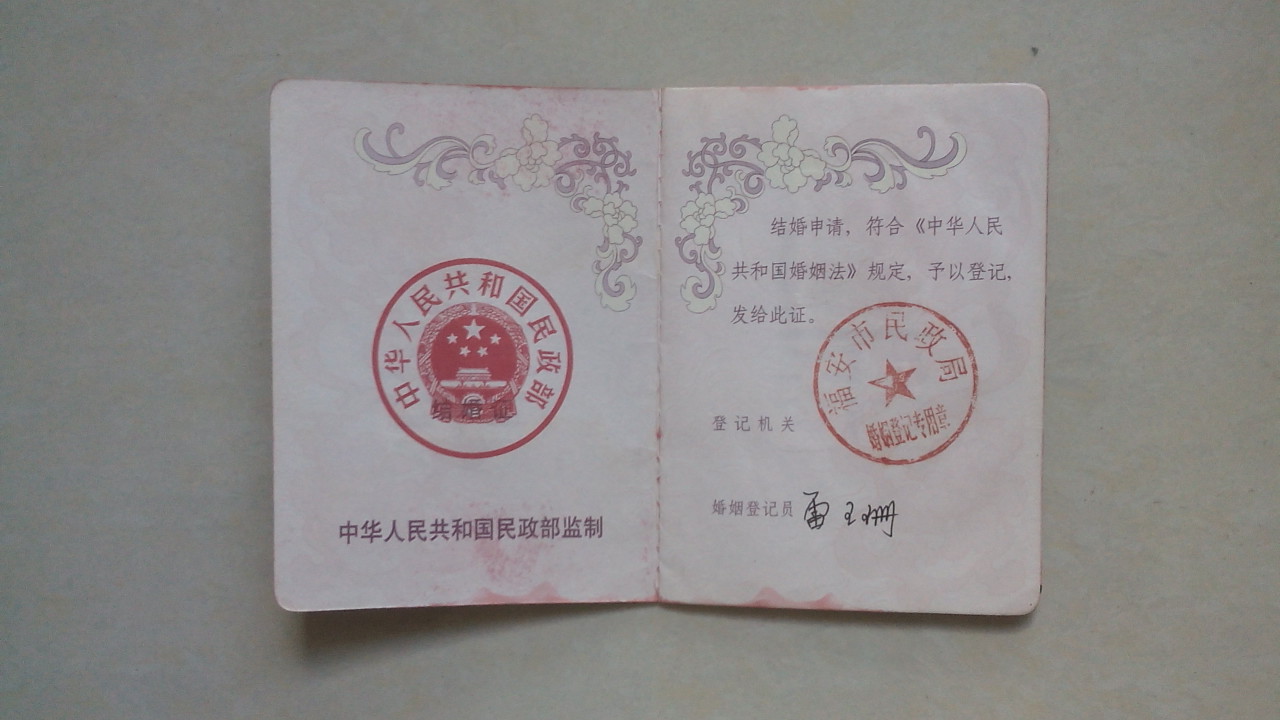 中华人民共和国民政部
结婚证
中华人民共和国民政部监制
结婚申请，符合《中华人民
共和国婚姻法》规定，予以登记，
发给此证。
福安市民政局
婚姻登记专用章
登记机关
婚姻登记员 雷玉珊